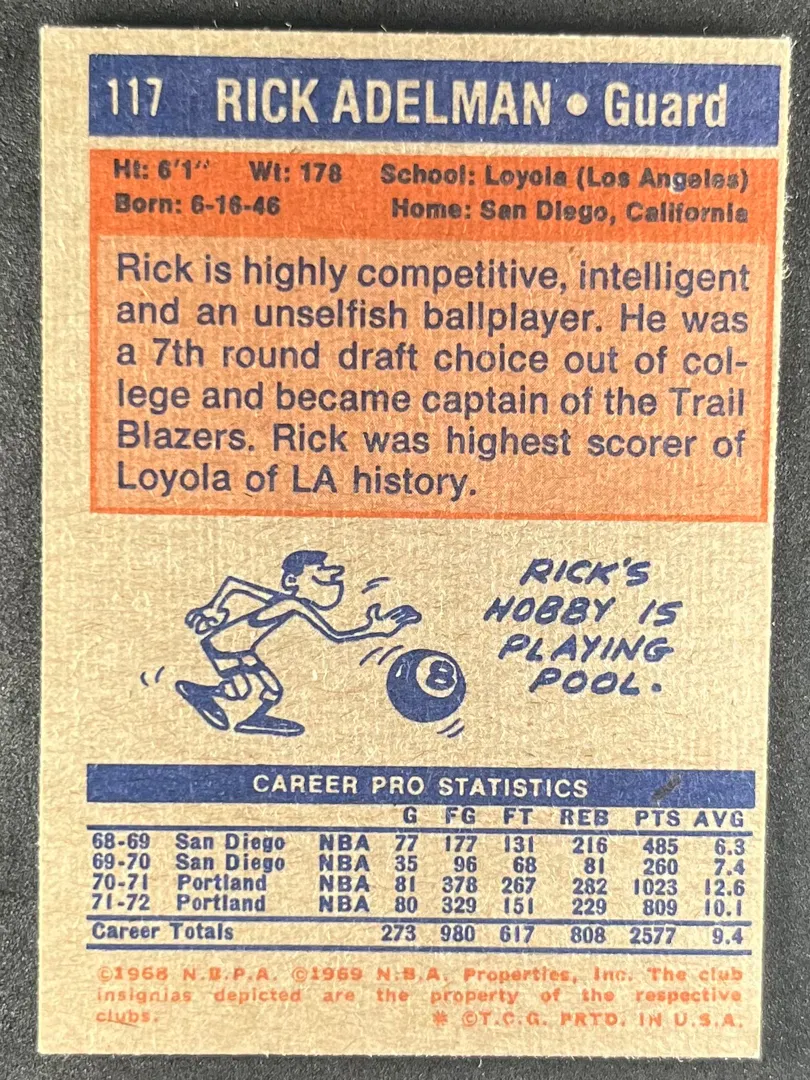 117 RICK ADELMAN • Guard
Ht: 6'1" Wt: 178 School: Loyola (Los Angeles)
Born: 6-16-46 Home: San Diego, California
Rick is highly competitive, intelligent
and an unselfish ballplayer. He was
a 7th round draft choice out of col-
lege and became captain of the Trail
Blazers. Rick was highest scorer of
Loyola of LA history.
RICK'S
HOBBY IS
PLAYING
POOL.
8
CAREER PRO STATISTICS
G FG FT REB PTS AVG
68-69 San Diego NBA 77 177 131 216 485 6.3
69-70 San Diego NBA 35 96 68 81 260 7.4
70-71 Portland NBA 81 378 267 282 1023 12.6
71-72 Portland NBA 80 329 151 229 809 10.1
Career Totals 273 980 617 808 2577 9.4
©1968 N.B.P.A. ©1969 N.B.A. Properties, Inc. The club
insignias depicted are the property of the respective
clubs. * ©T.C.G. PRTD. IN U.S.A.